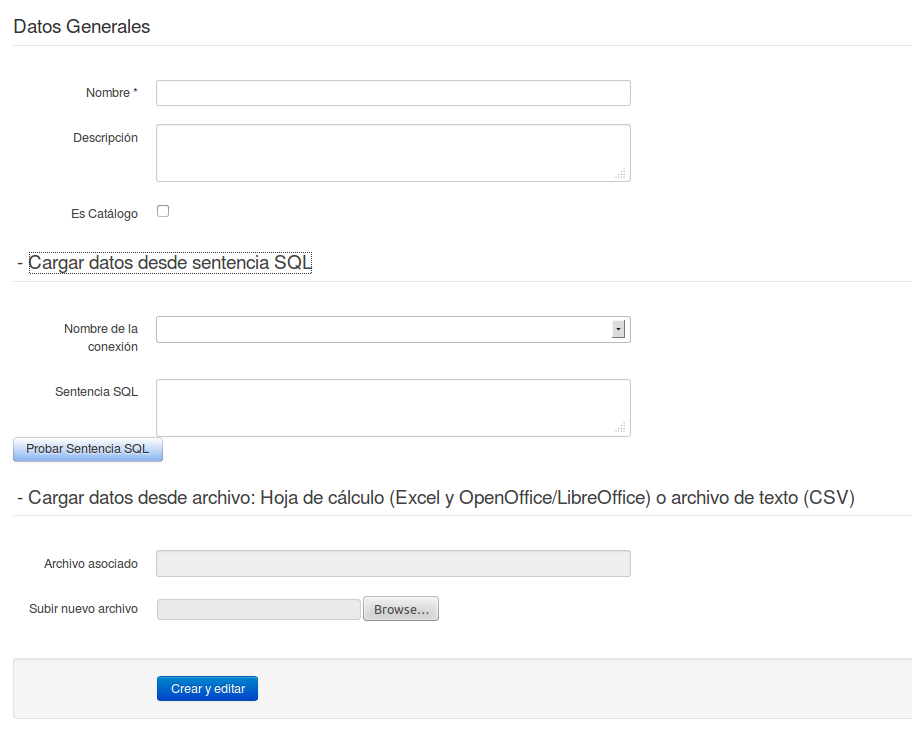 Datos Generales
Nombre *
Descripción
Es Catálogo
- Cargar datos desde sentencia SQL
Nombre de la
conexión
Sentencia SQL
Probar Sentencia SQL
- Cargar datos desde archivo: Hoja de cálculo (Excel y OpenOffice/LibreOffice) o archivo de texto (CSV)
Archivo asociado
Subir nuevo archivo
Browse...
Crear y editar